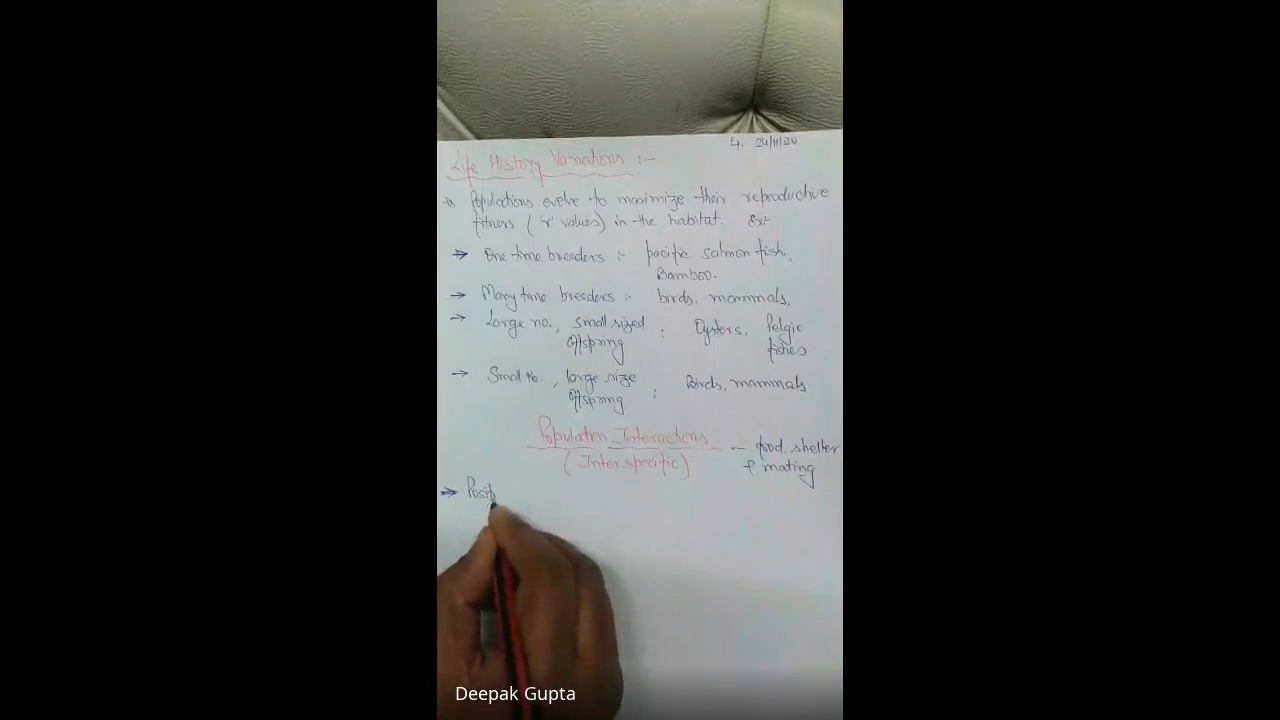 4. 24/11/20
Life History Variations :-
Populations evolve to maximize their reproductive
fitness ( 'r' values) in the habitat. Ex:-
→ One time breeders :- pacific salmon fish,
Bamboo.
→ Many time breeders :- birds, mammals,
→ Large no., small sized Offspring : Oysters, Pelgic fishes
→ Small No., large size Offspring : Birds, mammals
Population Interactions — food, shelter
(Interspecific) & mating
→ Posit
Deepak Gupta